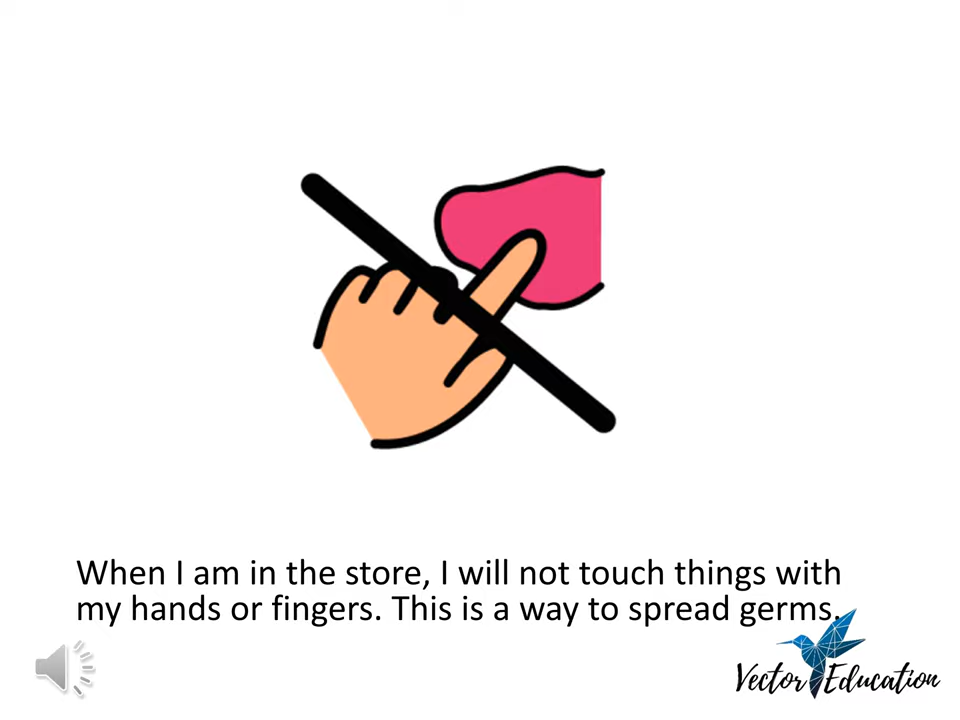 When I am in the store, I will not touch things with
my hands or fingers. This is a way to spread germs.
Vector Education